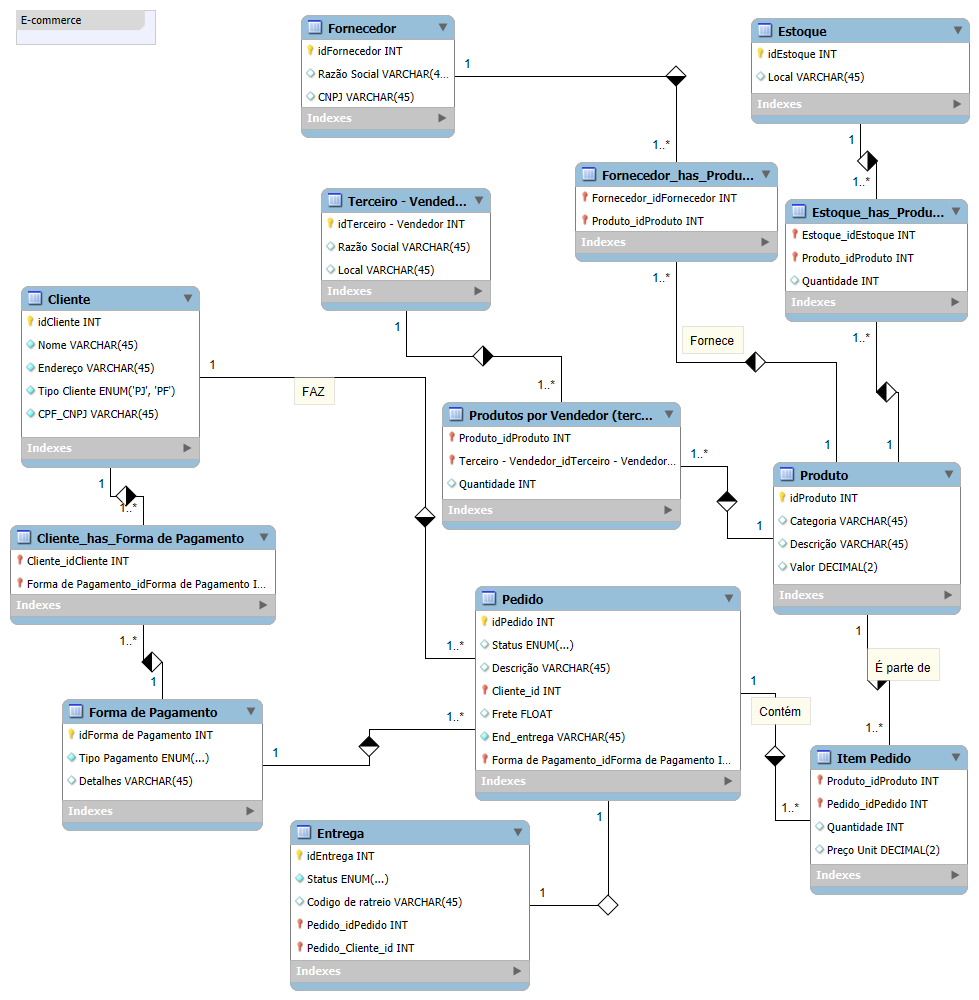 E-commerce
Fornecedor
idFornecedor INT
Razão Social VARCHAR(4...
CNPJ VARCHAR(45)
Indexes
Estoque
idEstoque INT
Local VARCHAR(45)
Indexes
1
1..*
1
1..*
Fornecedor_has_Produ...
Fornecedor_idFornecedor INT
Produto_idProduto INT
Indexes
Terceiro - Vended...
idTerceiro - Vendedor INT
Razão Social VARCHAR(45)
Local VARCHAR(45)
Indexes
Estoque_has_Produ...
Estoque_idEstoque INT
Produto_idProduto INT
Quantidade INT
Indexes
Cliente
idCliente INT
Nome VARCHAR(45)
Endereço VARCHAR(45)
Tipo Cliente ENUM('PJ', 'PF')
CPF_CNPJ VARCHAR(45)
Indexes
1..*
Fornece
1
1..*
1
1
FAZ
1
1..*
1..*
1
Produtos por Vendedor (terc...
Produto_idProduto INT
Terceiro - Vendedor_idTerceiro - Vendedor...
Quantidade INT
Indexes
1..*
1
Produto
idProduto INT
Categoria VARCHAR(45)
Descrição VARCHAR(45)
Valor DECIMAL(2)
Indexes
1
1..*
Cliente_has_Forma de Pagamento
Cliente_idCliente INT
Forma de Pagamento_idForma de Pagamento I...
Indexes
1..*
1
Pedido
idPedido INT
Status ENUM(...)
Descrição VARCHAR(45)
Cliente_id INT
Frete FLOAT
End_entrega VARCHAR(45)
Forma de Pagamento_idForma de Pagamento I...
Indexes
1..*
1..*
1
É parte de
1..*
1
Contém
1..*
Forma de Pagamento
idForma de Pagamento INT
Tipo Pagamento ENUM(...)
Detalhes VARCHAR(45)
Indexes
1
Item Pedido
Produto_idProduto INT
Pedido_idPedido INT
Quantidade INT
Preço Unit DECIMAL(2)
Indexes
Entrega
idEntrega INT
Status ENUM(...)
Codigo de ratreio VARCHAR(45)
Pedido_idPedido INT
Pedido_Cliente_id INT
Indexes
1
1